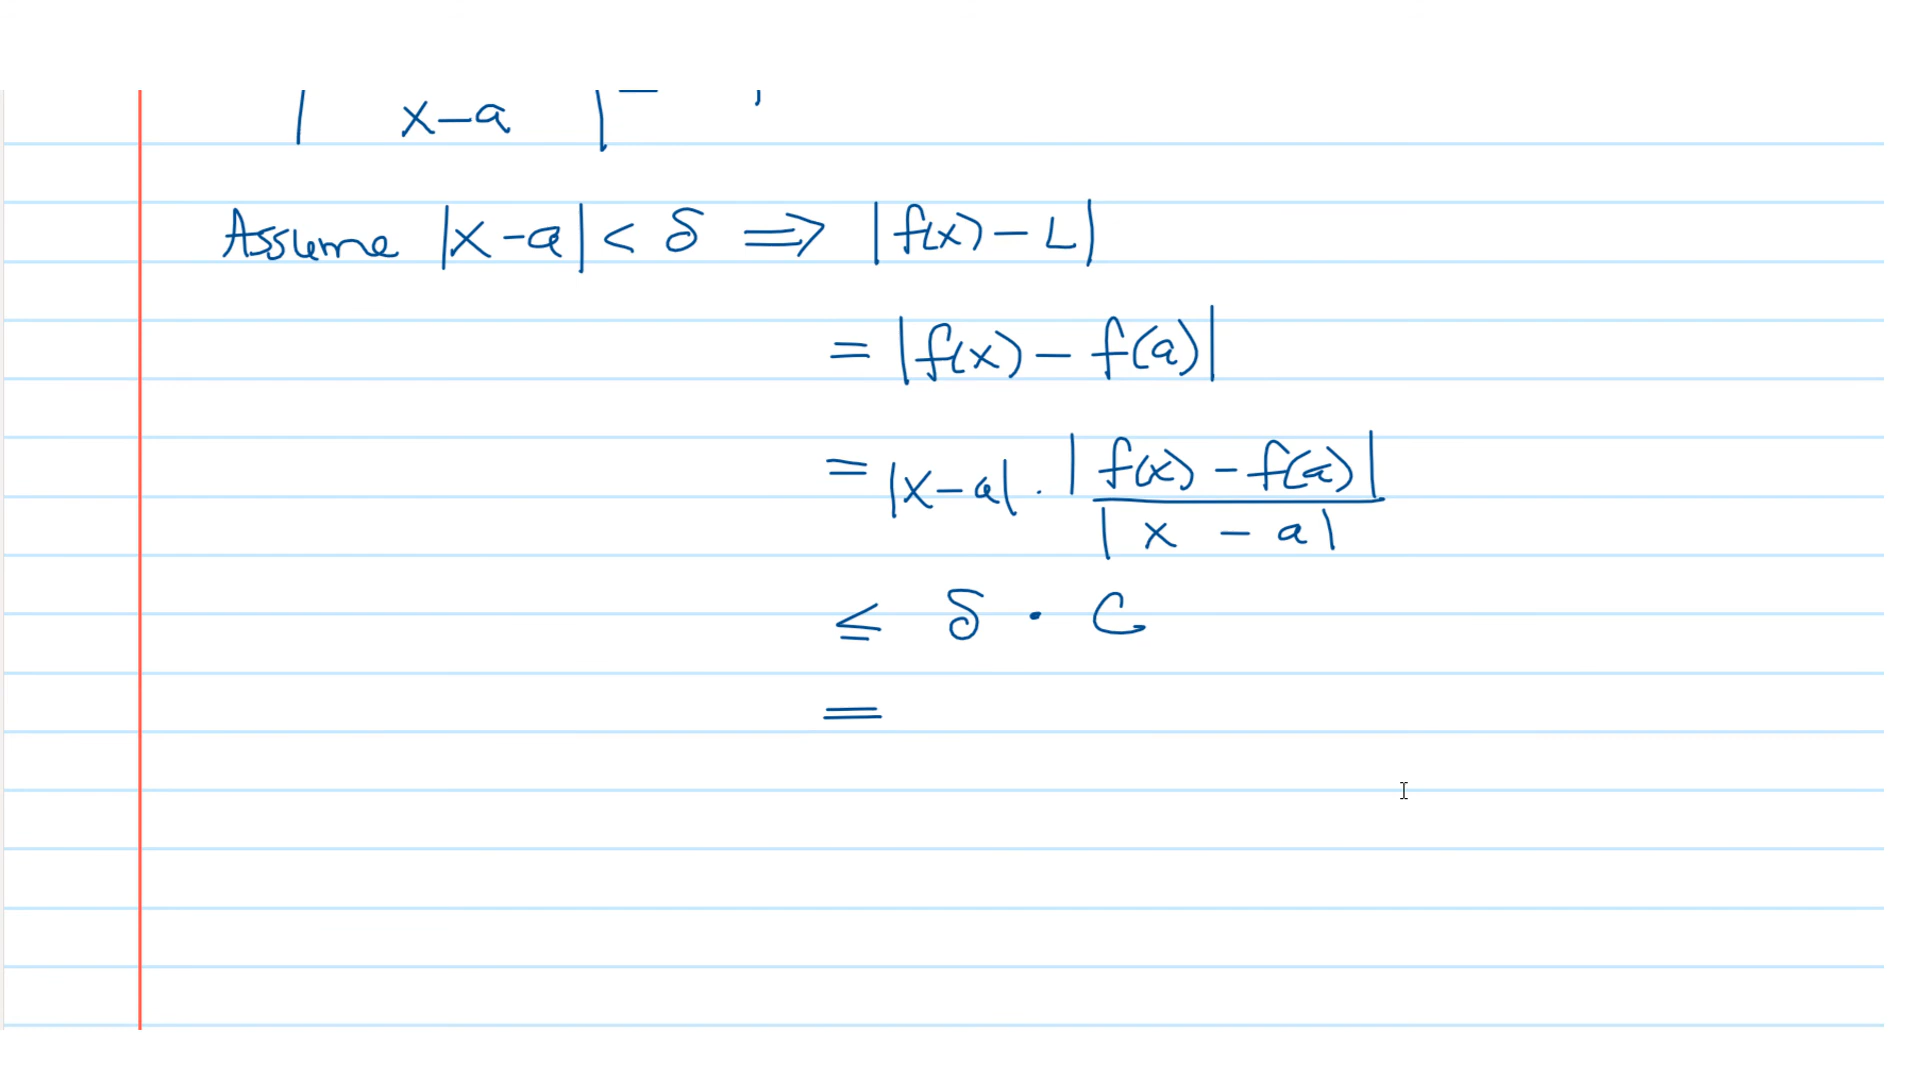 | x-a | ,
Assume |x-a| < δ ⟹ |f(x) - L|
= |f(x) - f(a)|
= |x-a| · |f(x) - f(a)| / |x - a|
≤ δ · C
=